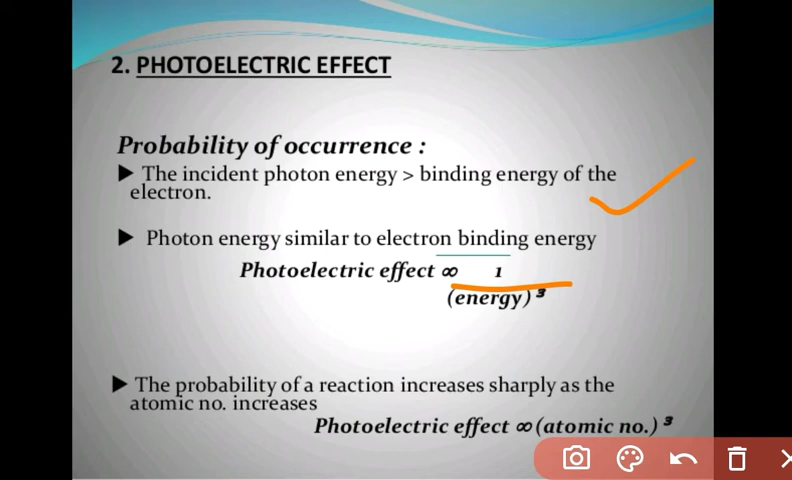 2. PHOTOELECTRIC EFFECT
Probability of occurrence :
▶ The incident photon energy > binding energy of the
electron.
▶ Photon energy similar to electron binding energy
Photoelectric effect ∞ 1
(energy) ³
▶ The probability of a reaction increases sharply as the
atomic no. increases
Photoelectric effect ∞ (atomic no.) ³